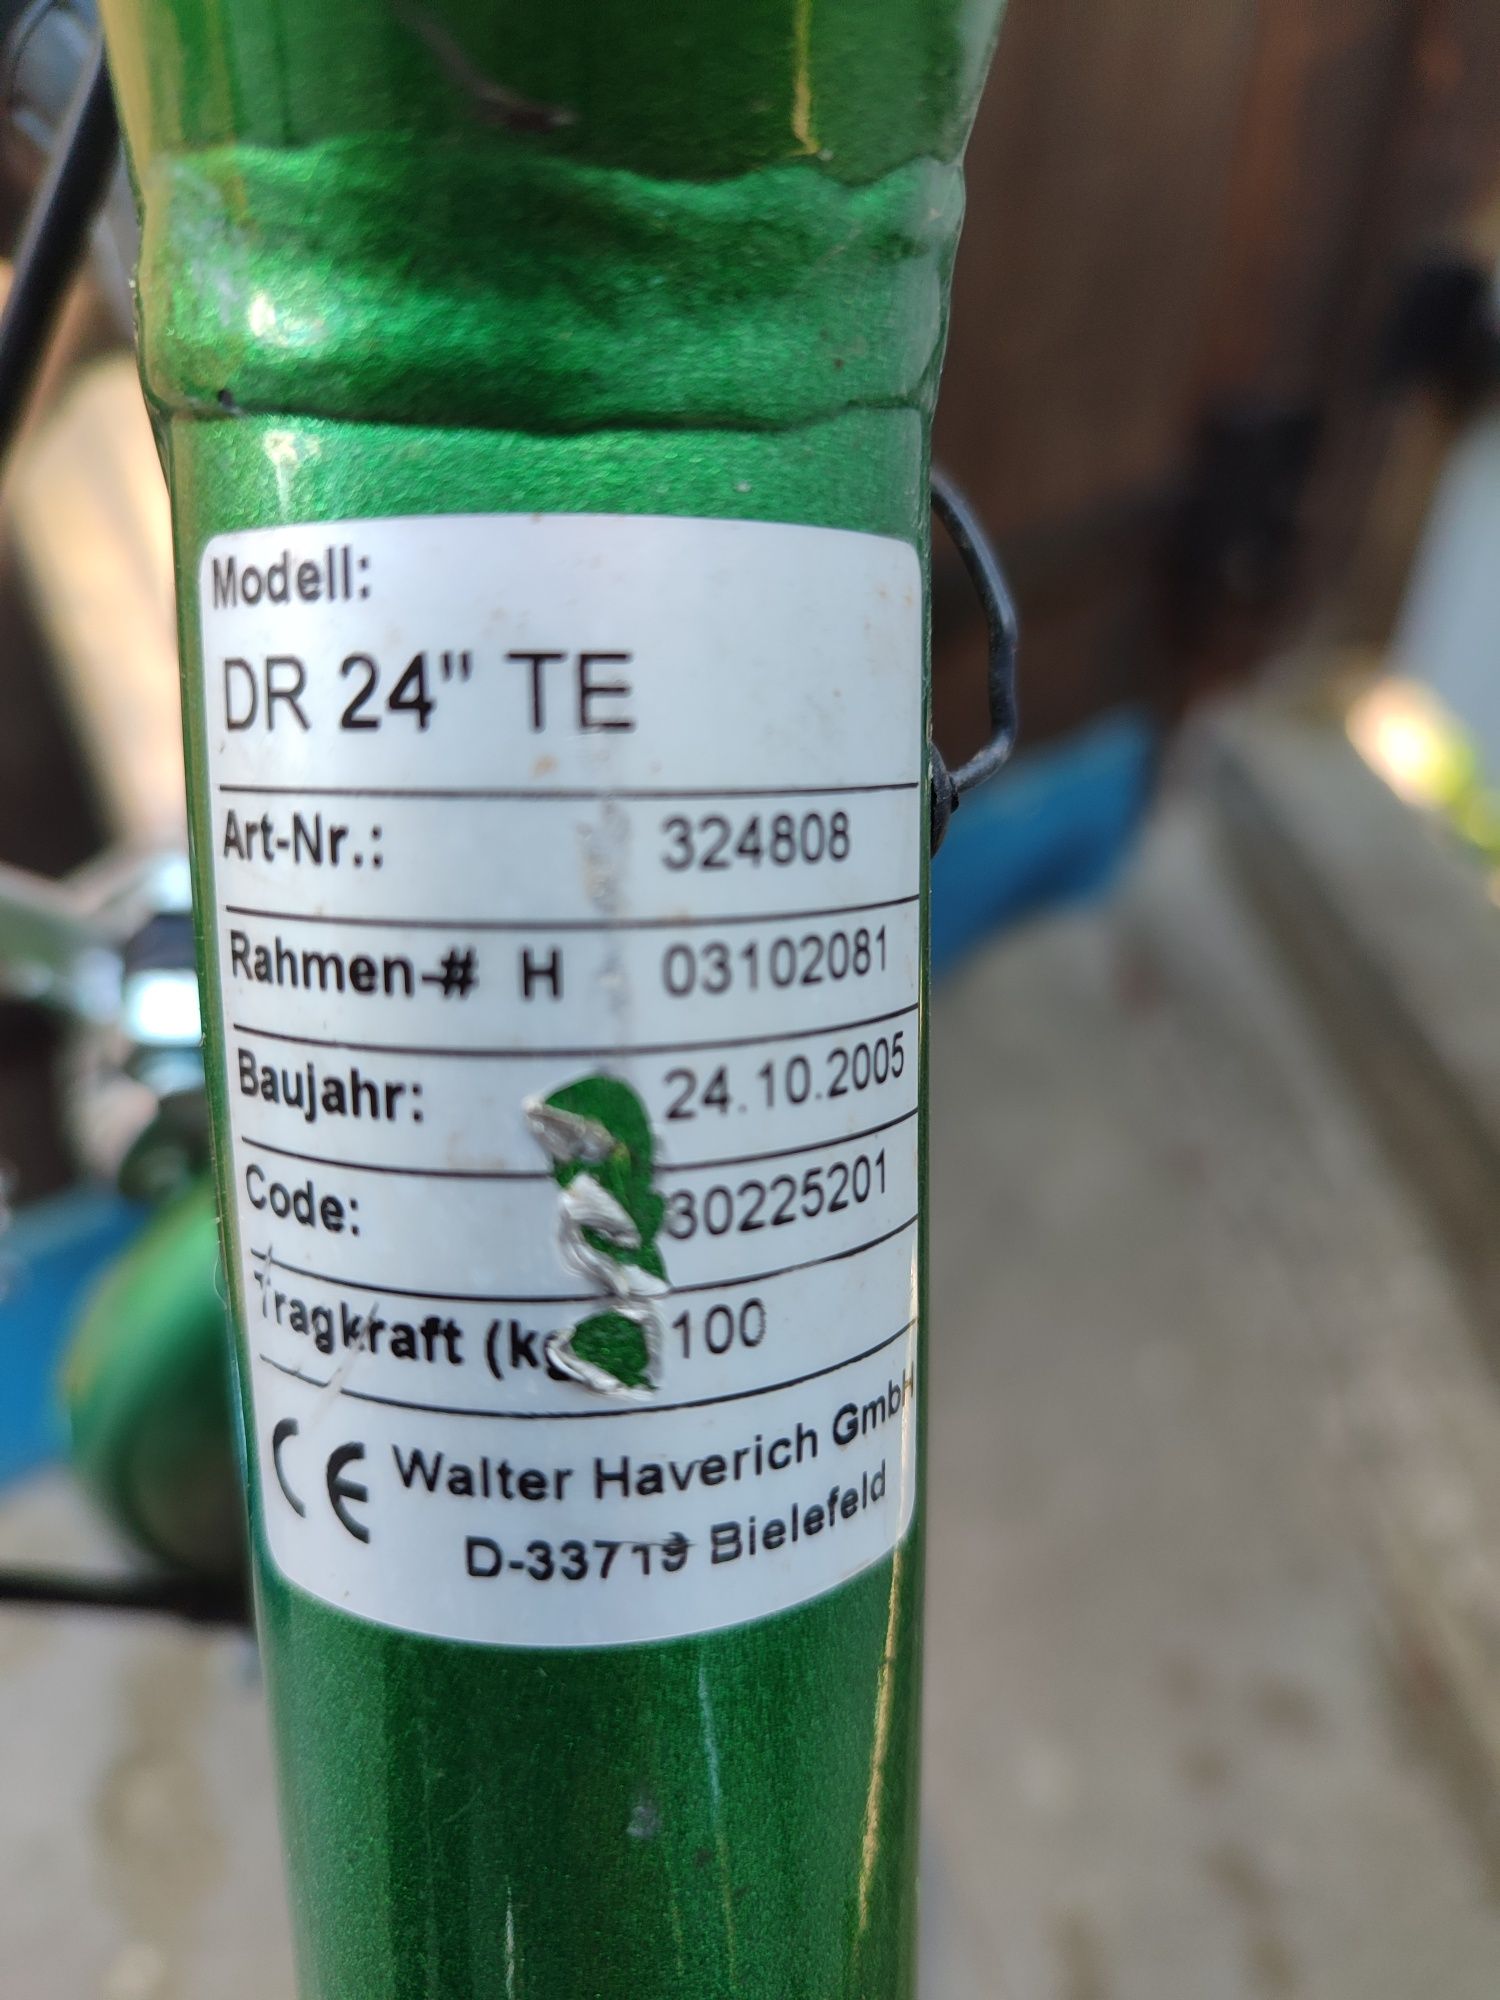 Modell:
DR 24" TE
Art-Nr.: 324808
Rahmen-# H 03102081
Baujahr: 24.10.2005
Code: 30225201
Tragkraft (kg 100
CE Walter Haverich GmbH
D-33719 Bielefeld